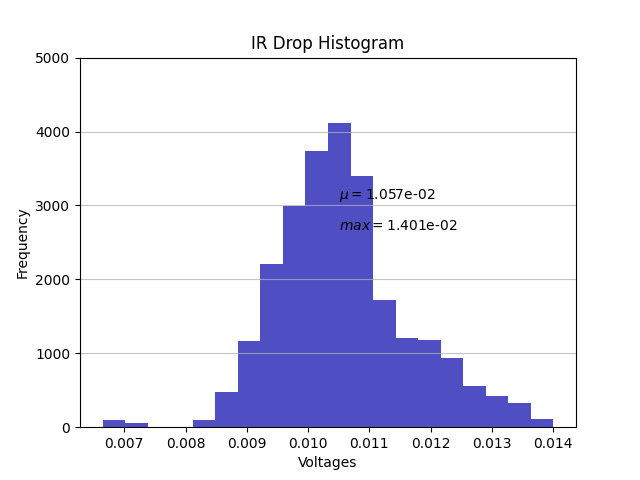 IR Drop Histogram
5000
4000
3000
2000
1000
0
Frequency
μ = 1.057e-02
max = 1.401e-02
0.007 0.008 0.009 0.010 0.011 0.012 0.013 0.014
Voltages